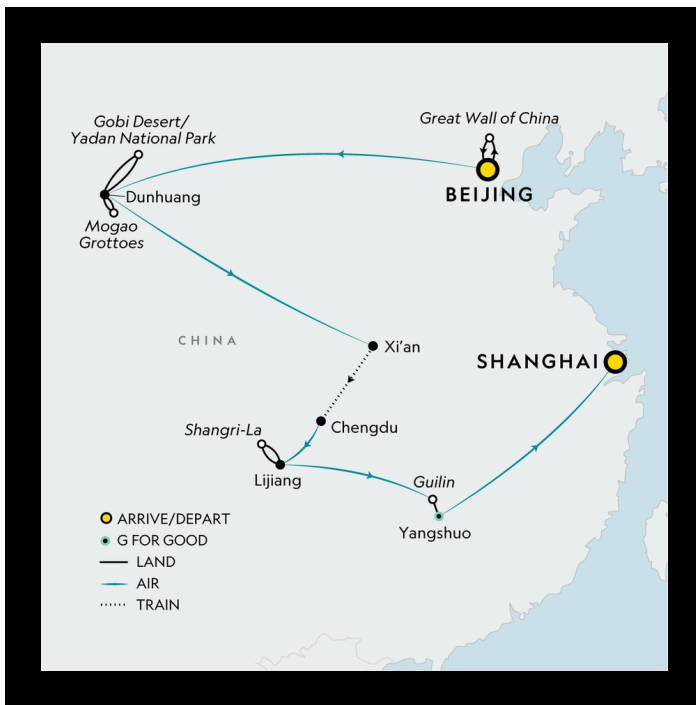 Gobi Desert/
Yadan National Park
Great Wall of China
BEIJING
Dunhuang
Mogao
Grottoes
CHINA
Xi'an
SHANGHAI
Chengdu
Shangri-La
Lijiang
Guilin
Yangshuo
ARRIVE/DEPART
G FOR GOOD
LAND
AIR
TRAIN